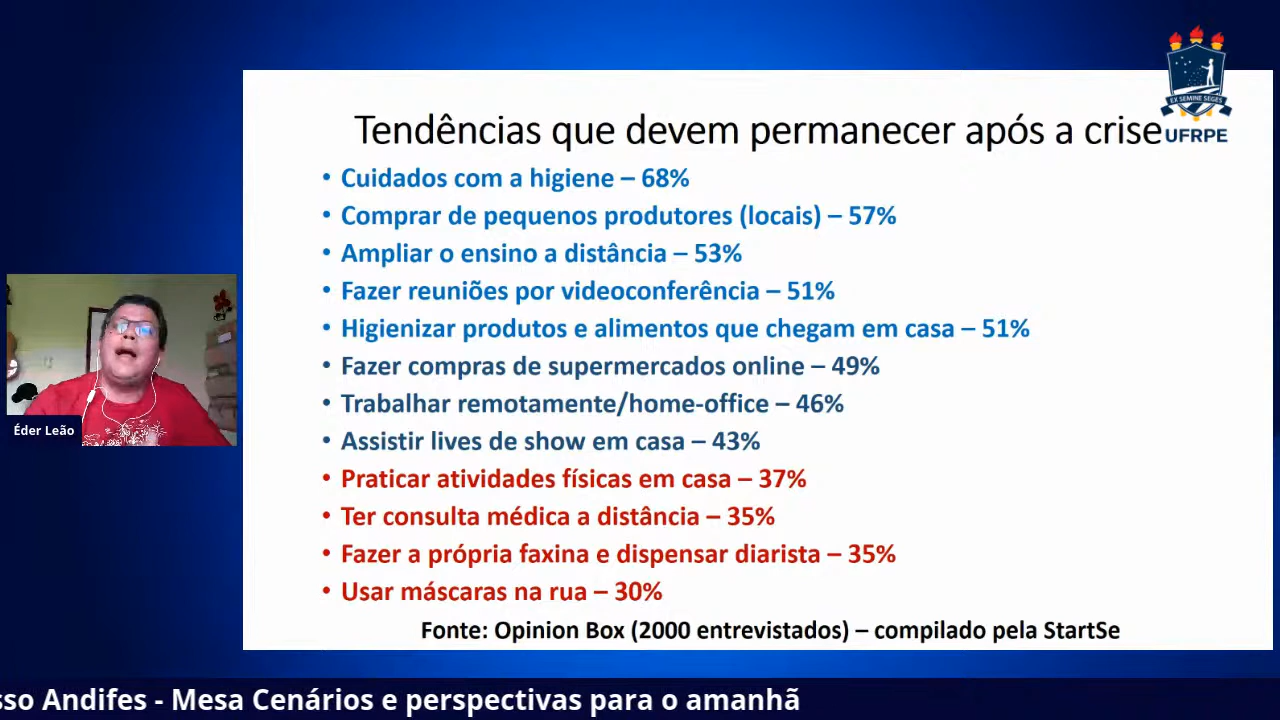 Tendências que devem permanecer após a crise
EX SEMINE SEGES
UFRPE
• Cuidados com a higiene – 68%
• Comprar de pequenos produtores (locais) – 57%
• Ampliar o ensino a distância – 53%
• Fazer reuniões por videoconferência – 51%
• Higienizar produtos e alimentos que chegam em casa – 51%
• Fazer compras de supermercados online – 49%
• Trabalhar remotamente/home-office – 46%
• Assistir lives de show em casa – 43%
• Praticar atividades físicas em casa – 37%
• Ter consulta médica a distância – 35%
• Fazer a própria faxina e dispensar diarista – 35%
• Usar máscaras na rua – 30%
Fonte: Opinion Box (2000 entrevistados) – compilado pela StartSe
Éder Leão
sso Andifes - Mesa Cenários e perspectivas para o amanhã